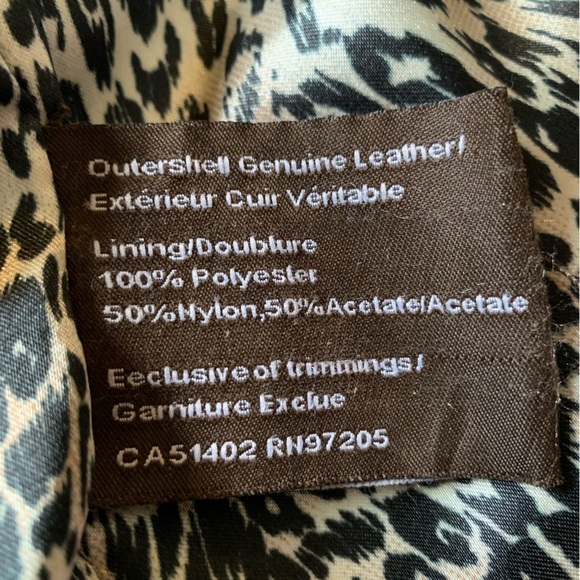 Outershell Genuine Leather/
Extérieur Cuir Véritable
Lining/Doublure
100% Polyester
50%Nylon,50%Acetate/Acetate
Eeclusive of trimmings/
Garniture Exclue
CA51402 RN97205